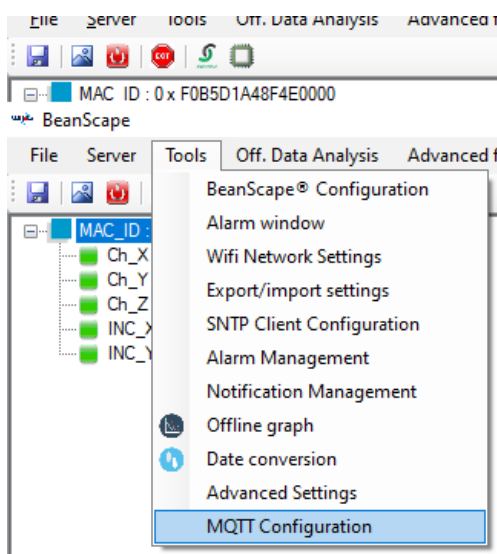 File Server Tools Off. Data Analysis Advanced f
MAC ID : 0 x F0B5D1A48F4E0000
BeanScape
File Server Tools Off. Data Analysis Advanced f
BeanScape® Configuration
MAC_ID :
Alarm window
Ch_X
Wifi Network Settings
Ch_Y
Export/import settings
Ch_Z
SNTP Client Configuration
INC_X
Alarm Management
INC_Y
Notification Management
Offline graph
Date conversion
Advanced Settings
MQTT Configuration